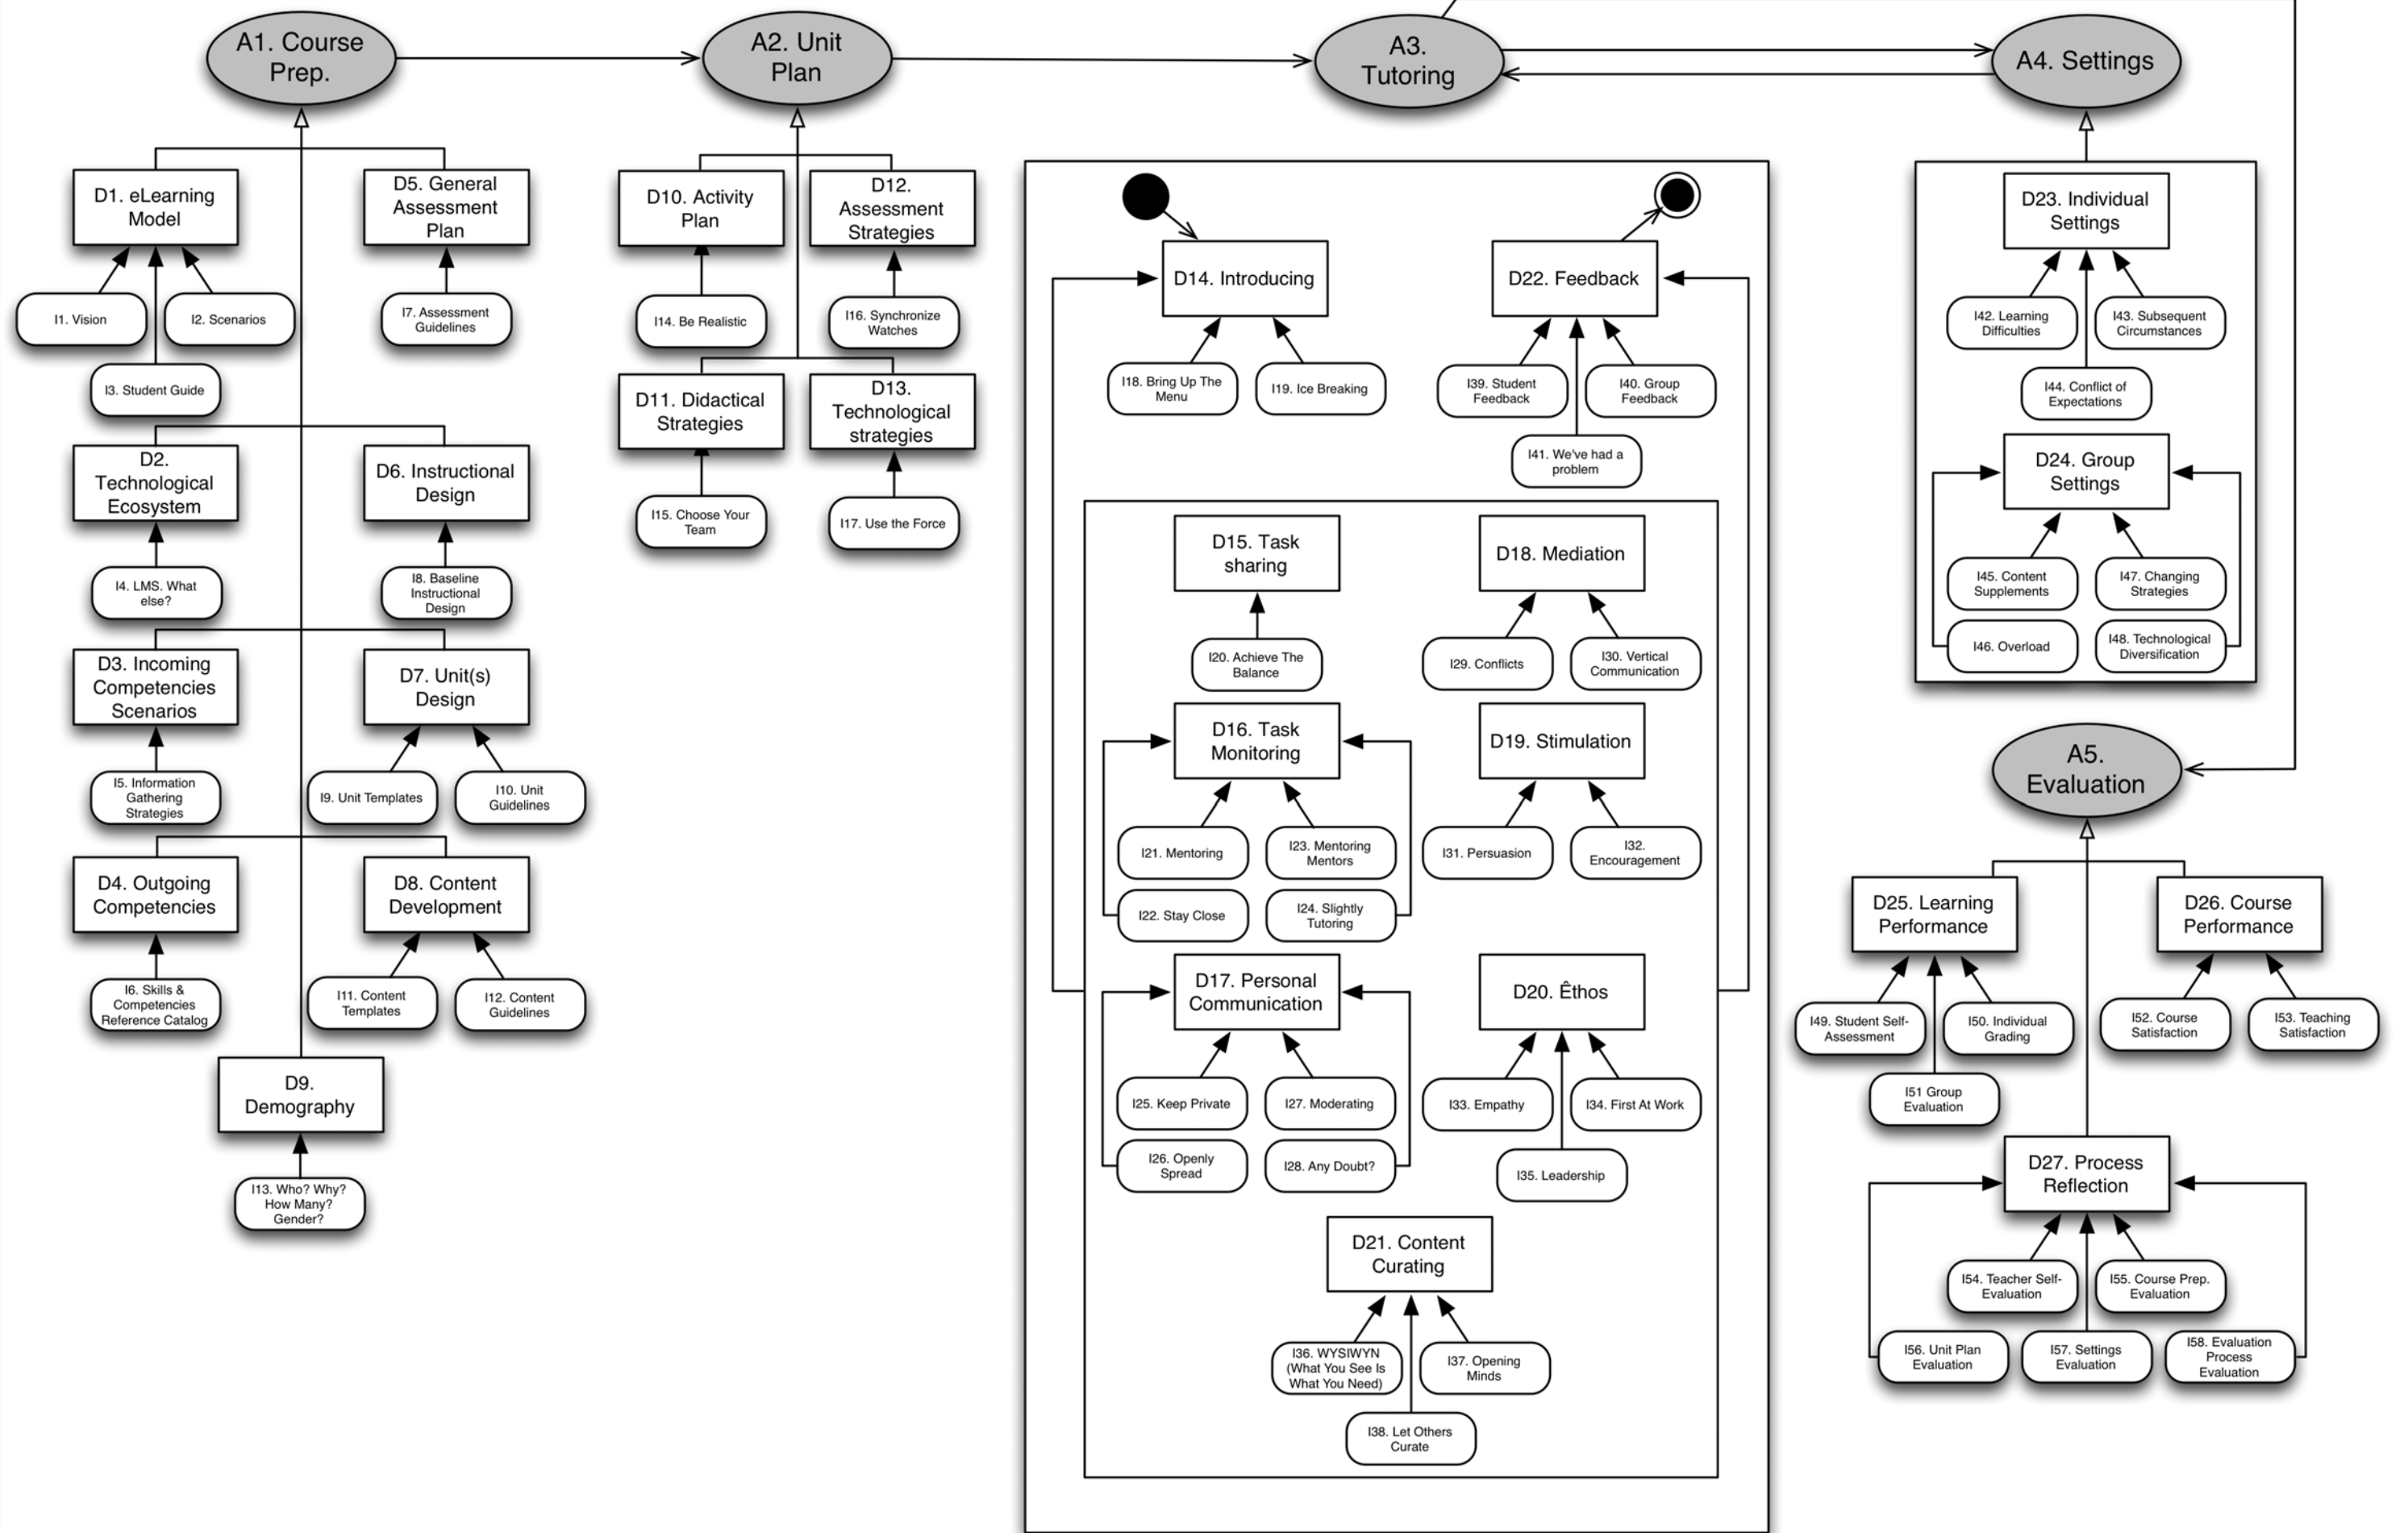 A1. Course
Prep.
A2. Unit
Plan
A3.
Tutoring
A4. Settings
D1. eLearning
Model
D5. General
Assessment
Plan
I1. Vision
I2. Scenarios
I7. Assessment
Guidelines
I3. Student Guide
D2.
Technological
Ecosystem
D6. Instructional
Design
I4. LMS. What
else?
I8. Baseline
Instructional
Design
D3. Incoming
Competencies
Scenarios
D7. Unit(s)
Design
I5. Information
Gathering
Strategies
I9. Unit Templates
I10. Unit
Guidelines
D4. Outgoing
Competencies
D8. Content
Development
I6. Skills &
Competencies
Reference Catalog
I11. Content
Templates
I12. Content
Guidelines
D9.
Demography
I13. Who? Why?
How Many?
Gender?
D10. Activity
Plan
D12.
Assessment
Strategies
I14. Be Realistic
I16. Synchronize
Watches
D11. Didactical
Strategies
D13.
Technological
strategies
I15. Choose Your
Team
I17. Use the Force
D14. Introducing
D22. Feedback
I18. Bring Up The
Menu
I19. Ice Breaking
I39. Student
Feedback
I40. Group
Feedback
I41. We've had a
problem
D15. Task
sharing
D18. Mediation
I20. Achieve The
Balance
I29. Conflicts
I30. Vertical
Communication
D16. Task
Monitoring
D19. Stimulation
I21. Mentoring
I23. Mentoring
Mentors
I31. Persuasion
I32.
Encouragement
I22. Stay Close
I24. Slightly
Tutoring
D17. Personal
Communication
D20. Êthos
I25. Keep Private
I27. Moderating
I33. Empathy
I34. First At Work
I26. Openly
Spread
I28. Any Doubt?
I35. Leadership
D21. Content
Curating
I36. WYSIWYN
(What You See Is
What You Need)
I37. Opening
Minds
I38. Let Others
Curate
D23. Individual
Settings
I42. Learning
Difficulties
I43. Subsequent
Circumstances
I44. Conflict of
Expectations
D24. Group
Settings
I45. Content
Supplements
I47. Changing
Strategies
I46. Overload
I48. Technological
Diversification
A5.
Evaluation
D25. Learning
Performance
D26. Course
Performance
I49. Student Self-
Assessment
I50. Individual
Grading
I52. Course
Satisfaction
I53. Teaching
Satisfaction
I51 Group
Evaluation
D27. Process
Reflection
I54. Teacher Self-
Evaluation
I55. Course Prep.
Evaluation
I56. Unit Plan
Evaluation
I57. Settings
Evaluation
I58. Evaluation
Process
Evaluation